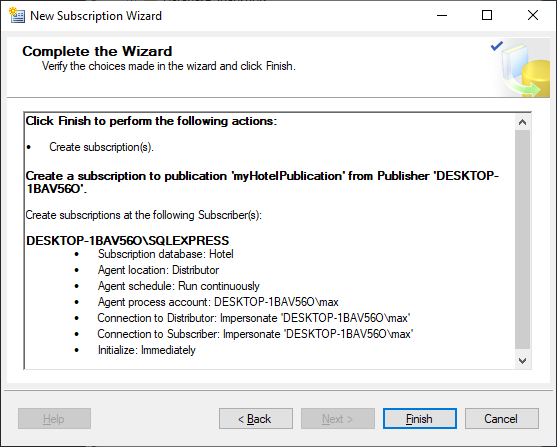 New Subscription Wizard
Complete the Wizard
Verify the choices made in the wizard and click Finish.
Click Finish to perform the following actions:
• Create subscription(s).
Create a subscription to publication 'myHotelPublication' from Publisher 'DESKTOP-
1BAV56O'.
Create subscriptions at the following Subscriber(s):
DESKTOP-1BAV56O\SQLEXPRESS
• Subscription database: Hotel
• Agent location: Distributor
• Agent schedule: Run continuously
• Agent process account: DESKTOP-1BAV56O\max
• Connection to Distributor: Impersonate 'DESKTOP-1BAV56O\max'
• Connection to Subscriber: Impersonate 'DESKTOP-1BAV56O\max'
• Initialize: Immediately
Help
< Back
Next >
Finish
Cancel